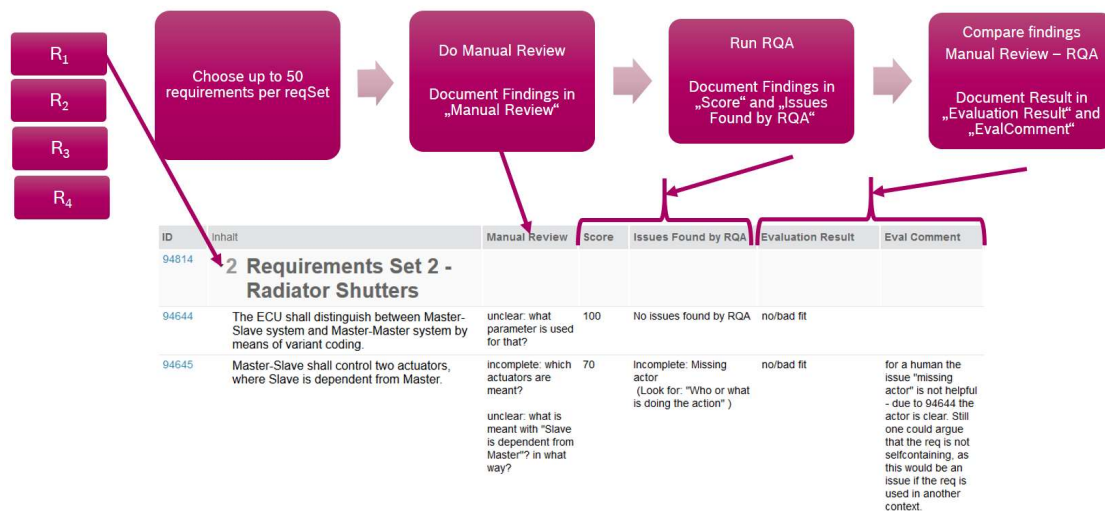 R1
R2
R3
R4
Choose up to 50
requirements per reqSet
Do Manual Review
Document Findings in
„Manual Review“
Run RQA
Document Findings in
„Score“ and „Issues
Found by RQA“
Compare findings
Manual Review – RQA
Document Result in
„Evaluation Result“ and
„EvalComment“
ID Inhalt Manual Review Score Issues Found by RQA Evaluation Result Eval Comment
94814
2 Requirements Set 2 -
Radiator Shutters
94644
The ECU shall distinguish between Master-
Slave system and Master-Master system by
means of variant coding.
unclear: what
parameter is used
for that?
100
No issues found by RQA
no/bad fit
94645
Master-Slave shall control two actuators,
where Slave is dependent from Master.
incomplete: which
actuators are
meant?
unclear: what is
meant with "Slave
is dependent from
Master"? in what
way?
70
Incomplete: Missing
actor
(Look for: "Who or what
is doing the action" )
no/bad fit
for a human the
issue "missing
actor" is not helpful
- due to 94644 the
actor is clear. Still
one could argue
that the req is not
selfcontaining, as
this would be an
issue if the req is
used in another
context.